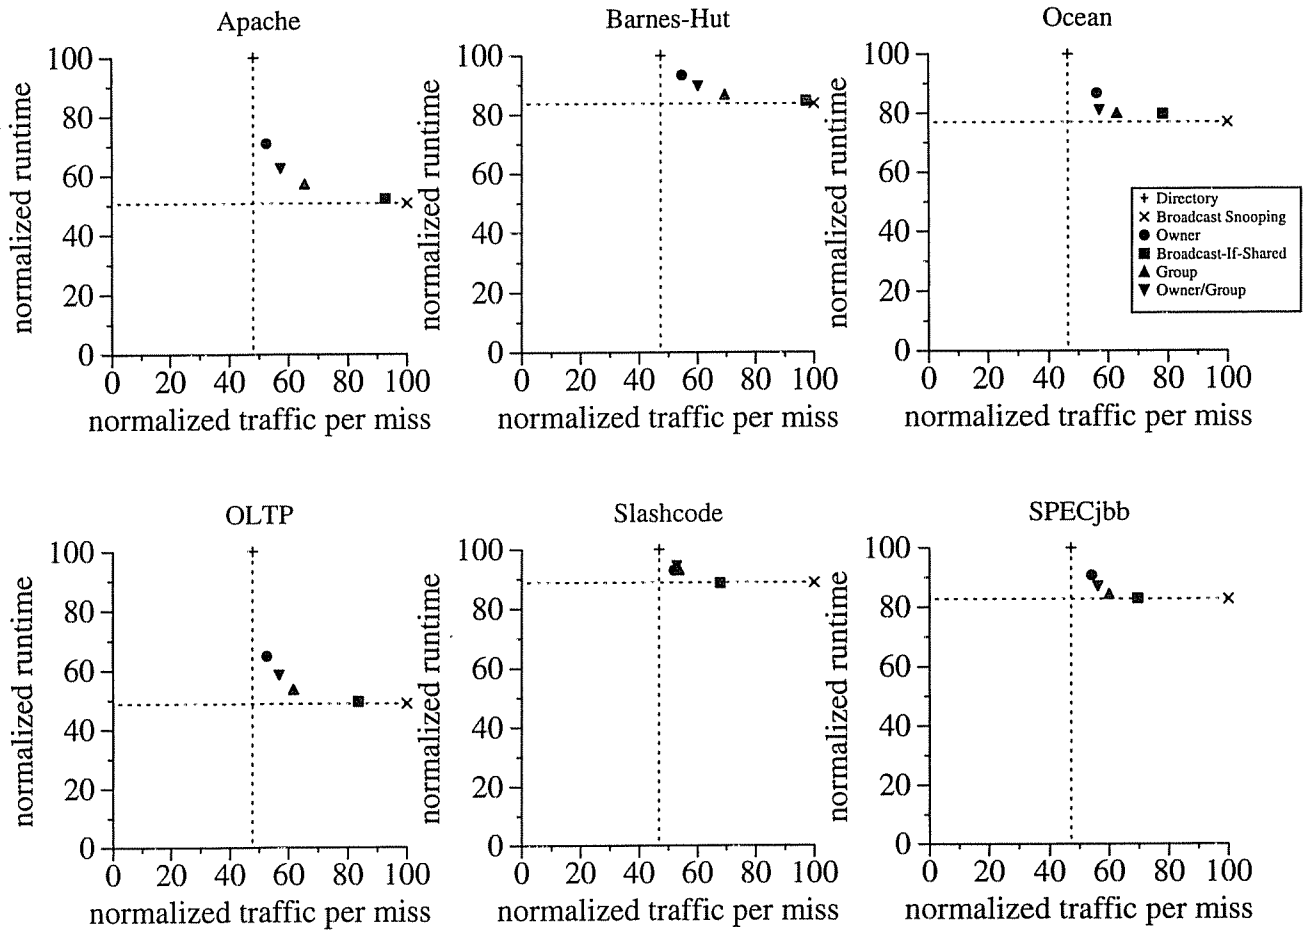 Apache
normalized runtime
100
80
60
40
20
0
0 20 40 60 80 100
normalized traffic per miss
Barnes-Hut
normalized runtime
100
80
60
40
20
0
0 20 40 60 80 100
normalized traffic per miss
Ocean
normalized runtime
100
80
60
40
20
0
0 20 40 60 80 100
normalized traffic per miss
Directory
Broadcast Snooping
Owner
Broadcast-If-Shared
Group
Owner/Group
OLTP
normalized runtime
100
80
60
40
20
0
0 20 40 60 80 100
normalized traffic per miss
Slashcode
normalized runtime
100
80
60
40
20
0
0 20 40 60 80 100
normalized traffic per miss
SPECjbb
normalized runtime
100
80
60
40
20
0
0 20 40 60 80 100
normalized traffic per miss